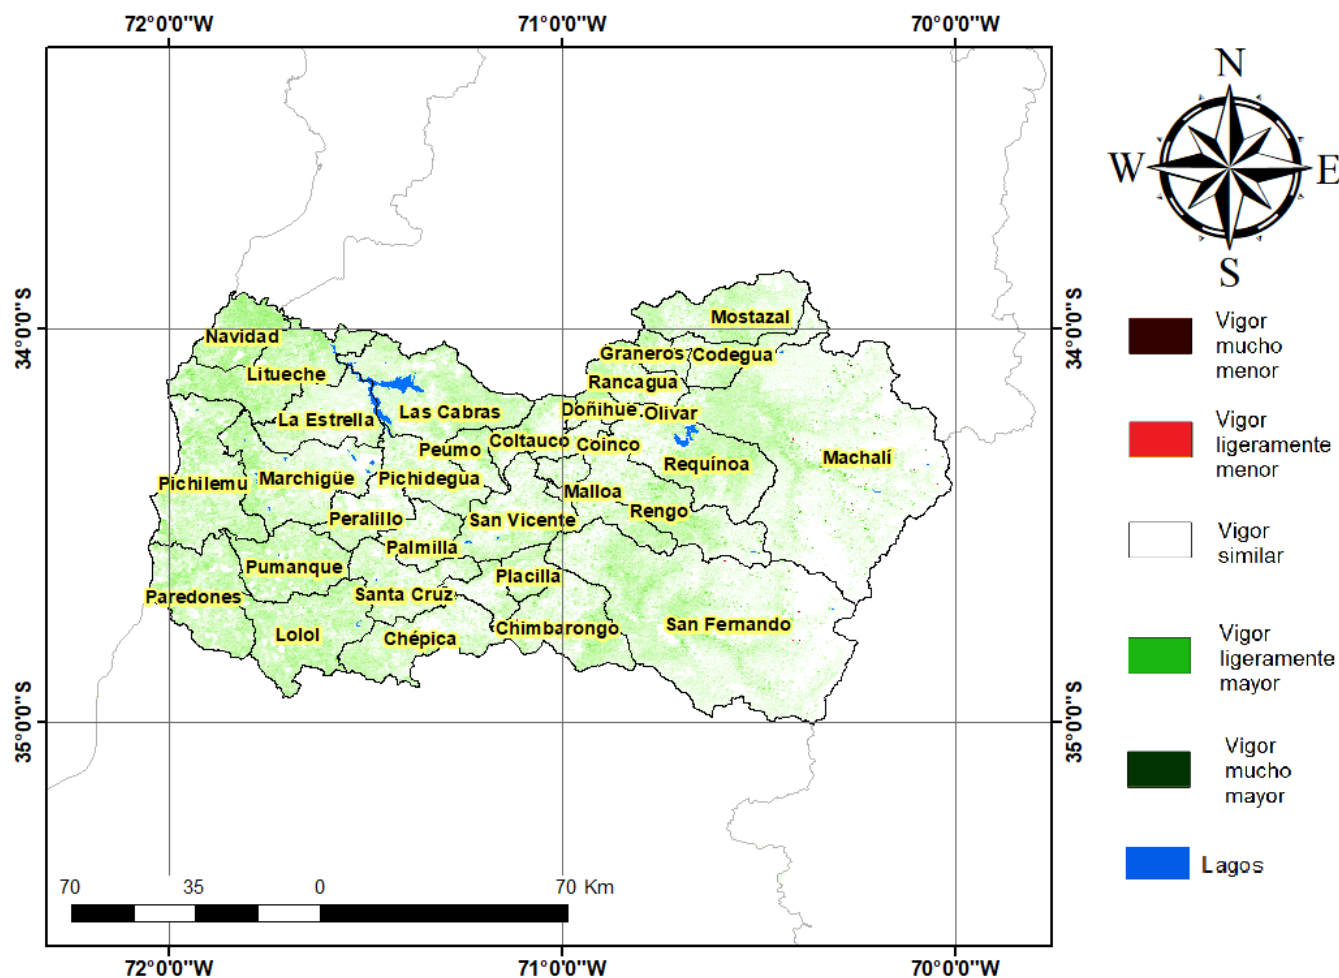 72°0'0"W 71°0'0"W 70°0'0"W
N
W E
S
34°0'0"S 34°0'0"S
35°0'0"S 35°0'0"S
Mostazal
Navidad
Graneros Codegua
Litueche
Rancagua
La Estrella Las Cabras Doñihue Olivar
Peumo Coltauco Coinco
Requínoa Machalí
Pichilemu Marchigüe Pichidegua
Malloa
Peralillo San Vicente Rengo
Palmilla
Pumanque Placilla
Paredones Santa Cruz
Lolol Chépica Chimbarongo San Fernando
Vigor
mucho
menor
Vigor
ligeramente
menor
Vigor
similar
Vigor
ligeramente
mayor
Vigor
mucho
mayor
Lagos
70 35 0 70 Km
72°0'0"W 71°0'0"W 70°0'0"W